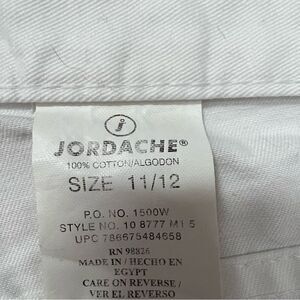 j
JORDACHE®
100% COTTON/ALGODON
SIZE 11/12
P.O. NO. 1500W
STYLE NO. 10 8777 M1 5
UPC 786675484658
RN 98826
MADE IN / HECHO EN
EGYPT
CARE ON REVERSE /
VER EL REVERSO